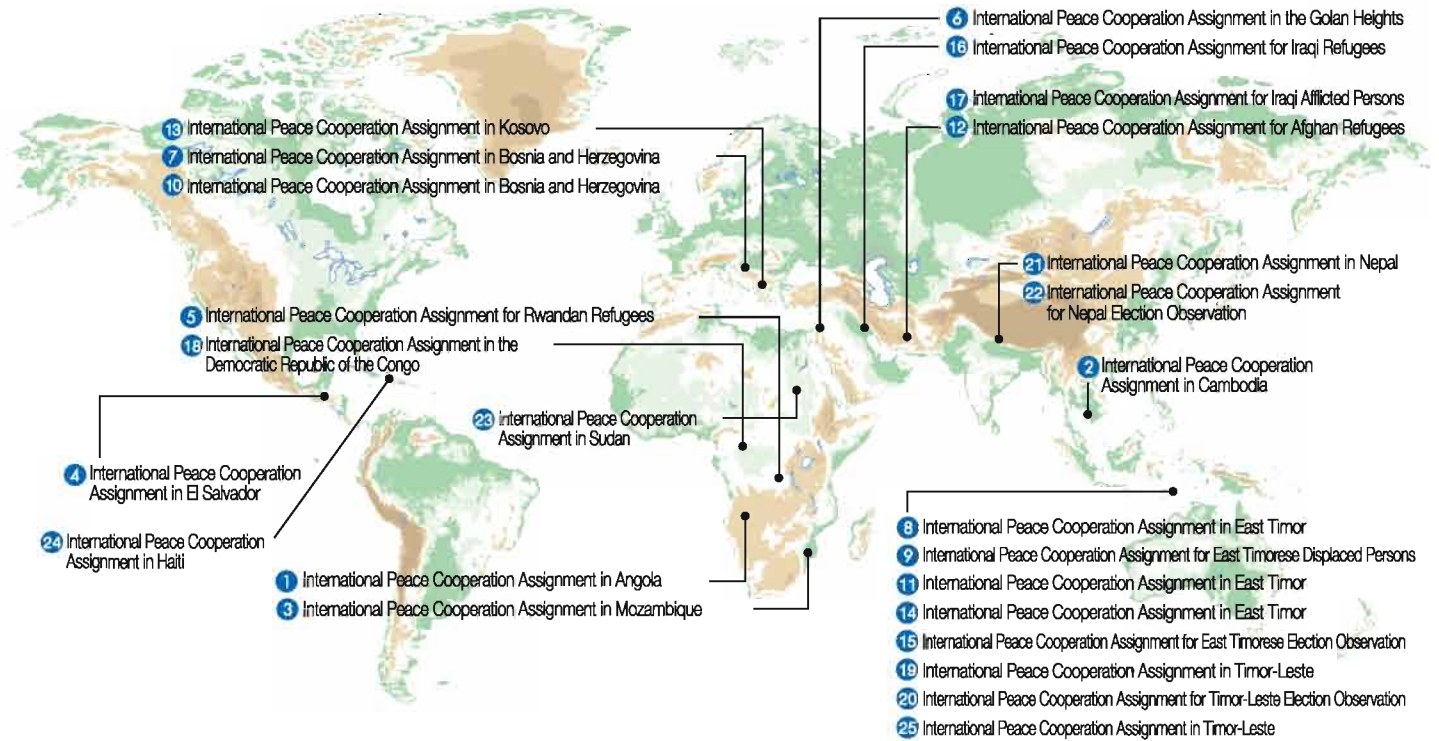 6 International Peace Cooperation Assignment in the Golan Heights
16 International Peace Cooperation Assignment for Iraqi Refugees
17 International Peace Cooperation Assignment for Iraqi Afflicted Persons
12 International Peace Cooperation Assignment for Afghan Refugees
13 International Peace Cooperation Assignment in Kosovo
7 International Peace Cooperation Assignment in Bosnia and Herzegovina
10 International Peace Cooperation Assignment in Bosnia and Herzegovina
21 International Peace Cooperation Assignment in Nepal
22 International Peace Cooperation Assignment
for Nepal Election Observation
5 International Peace Cooperation Assignment for Rwandan Refugees
18 International Peace Cooperation Assignment in the
Democratic Republic of the Congo
2 International Peace Cooperation
Assignment in Cambodia
23 International Peace Cooperation
Assignment in Sudan
4 International Peace Cooperation
Assignment in El Salvador
24 International Peace Cooperation
Assignment in Haiti
1 International Peace Cooperation Assignment in Angola
3 International Peace Cooperation Assignment in Mozambique
8 International Peace Cooperation Assignment in East Timor
9 International Peace Cooperation Assignment for East Timorese Displaced Persons
11 International Peace Cooperation Assignment in East Timor
14 International Peace Cooperation Assignment in East Timor
15 International Peace Cooperation Assignment for East Timorese Election Observation
19 International Peace Cooperation Assignment in Timor-Leste
20 International Peace Cooperation Assignment for Timor-Leste Election Observation
25 International Peace Cooperation Assignment in Timor-Leste